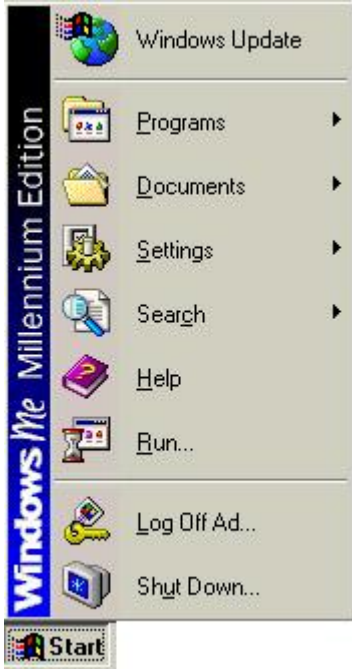 Windows Update
Programs
Documents
Settings
Search
Help
Run...
Log Off Ad...
Shut Down...
Windows Me Millennium Edition
Start